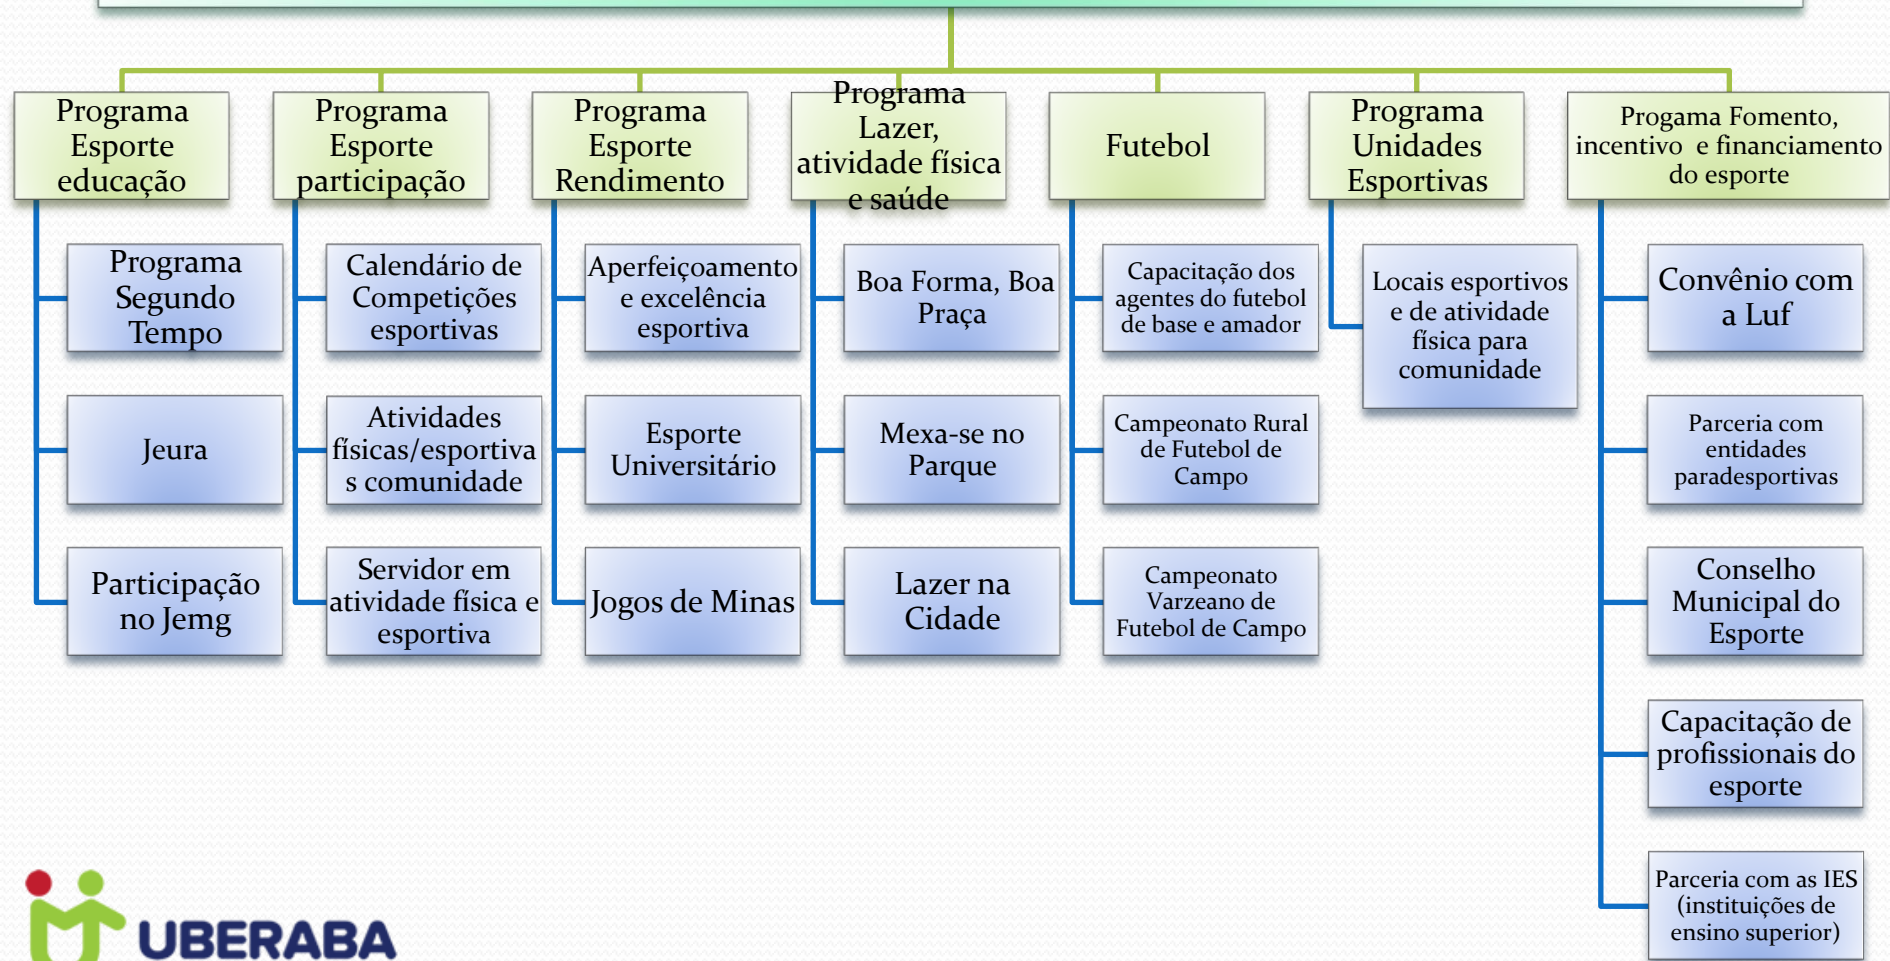 Programa
Esporte
educação
Programa
Segundo
Tempo
Jeura
Participação
no Jemg
Programa
Esporte
participação
Calendário de
Competições
esportivas
Atividades
físicas/esportiva
s comunidade
Servidor em
atividade física e
esportiva
Programa
Esporte
Rendimento
Aperfeiçoamento
e excelência
esportiva
Esporte
Universitário
Jogos de Minas
Programa
Lazer,
atividade física
e saúde
Boa Forma, Boa
Praça
Mexa-se no
Parque
Lazer na
Cidade
Futebol
Capacitação dos
agentes do futebol
de base e amador
Campeonato Rural
de Futebol de
Campo
Campeonato
Varzeano de
Futebol de Campo
Programa
Unidades
Esportivas
Locais esportivos
e de atividade
física para
comunidade
Progama Fomento,
incentivo e financiamento
do esporte
Convênio com
a Luf
Parceria com
entidades
paradesportivas
Conselho
Municipal do
Esporte
Capacitação de
profissionais do
esporte
Parceria com as IES
(instituições de
ensino superior)
UBERABA